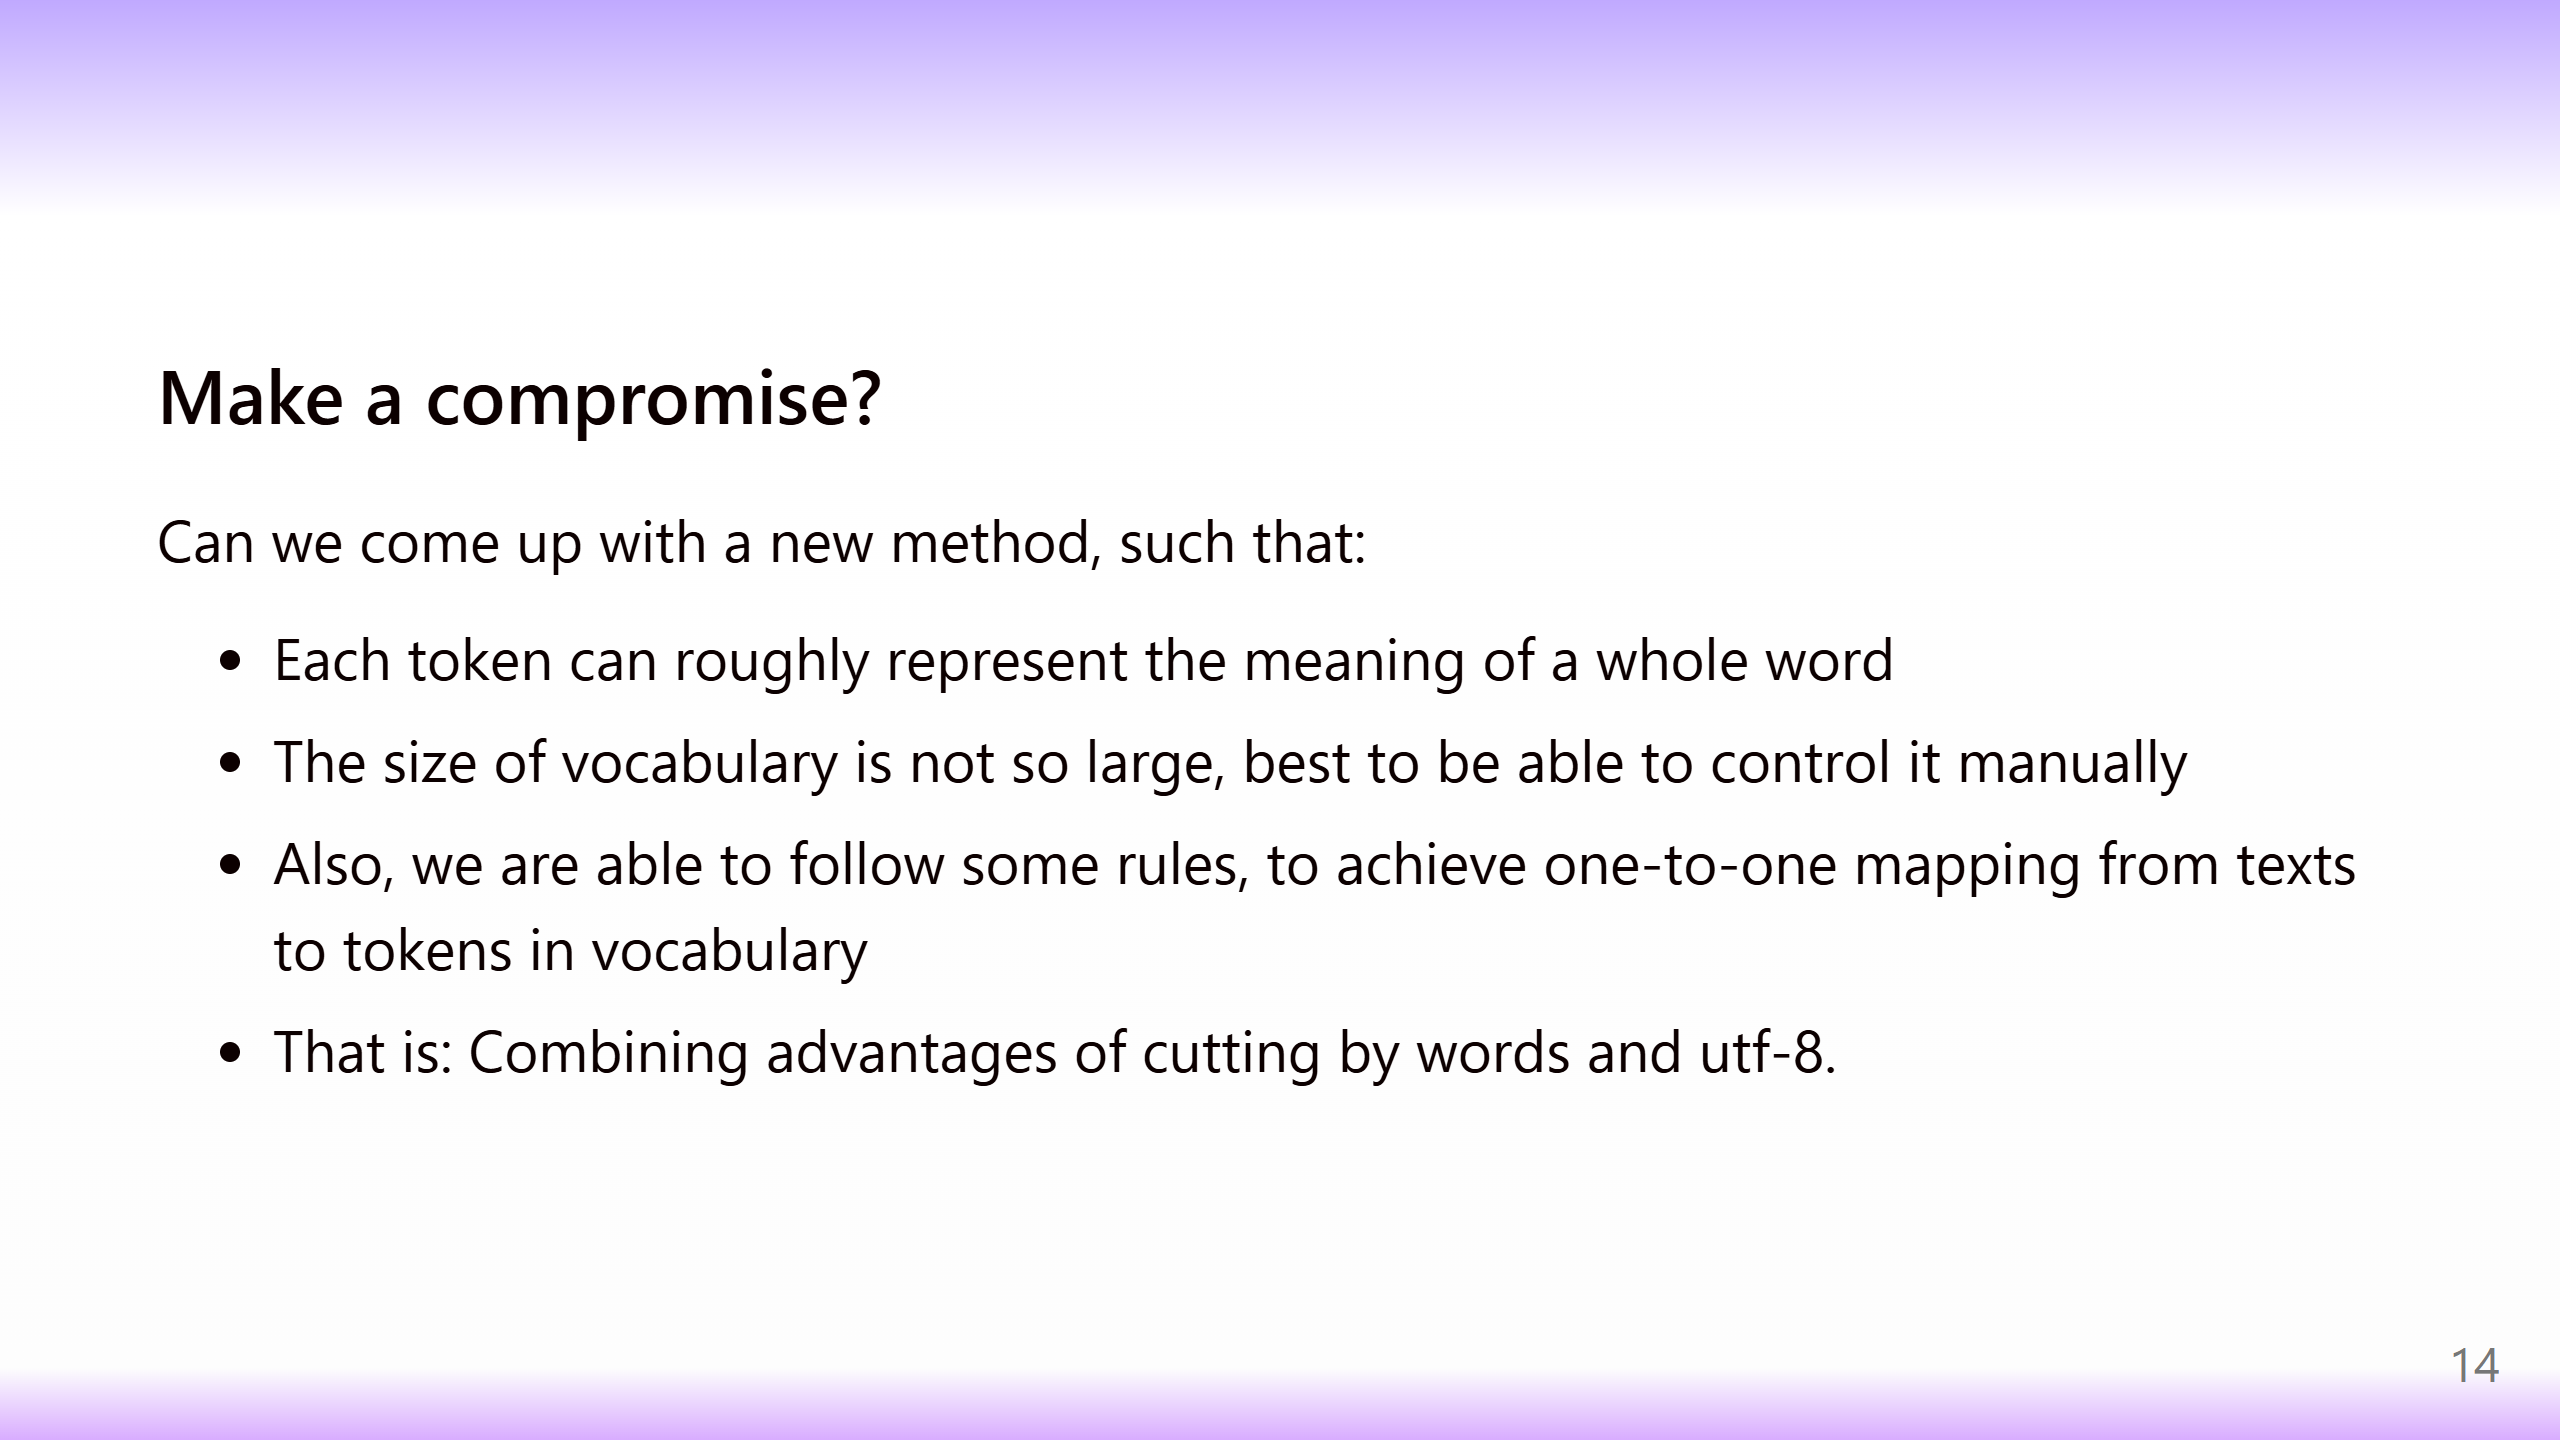 Make a compromise?
Can we come up with a new method, such that:
• Each token can roughly represent the meaning of a whole word
• The size of vocabulary is not so large, best to be able to control it manually
• Also, we are able to follow some rules, to achieve one-to-one mapping from texts
to tokens in vocabulary
• That is: Combining advantages of cutting by words and utf-8.
14